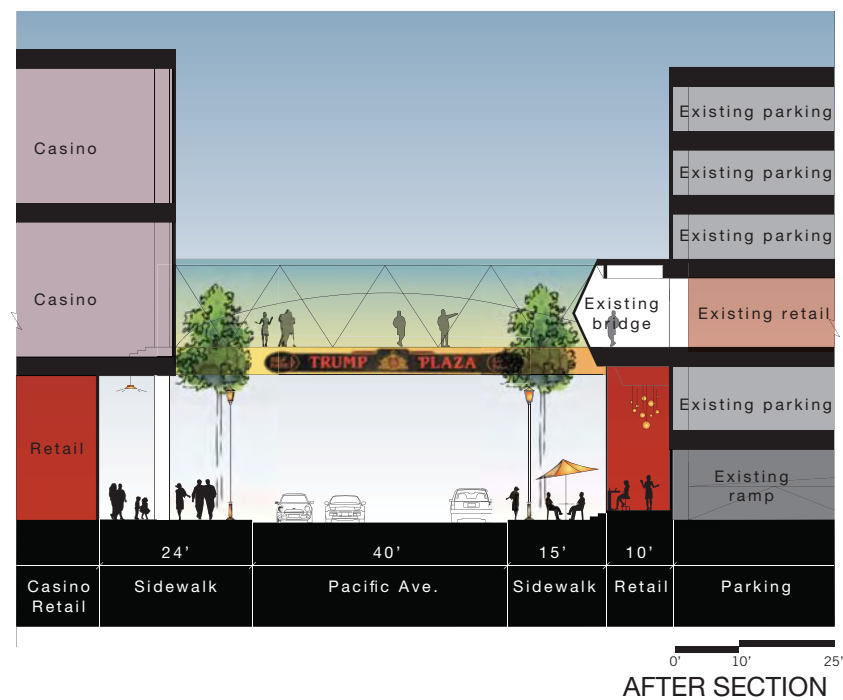 Casino
Casino
Existing parking
Existing parking
Existing parking
Existing
bridge
Existing retail
TRUMP PLAZA
Retail
Existing parking
Existing
ramp
24’
40’
15’
10’
Casino
Retail
Sidewalk
Pacific Ave.
Sidewalk
Retail
Parking
0’
10’
25’
AFTER SECTION